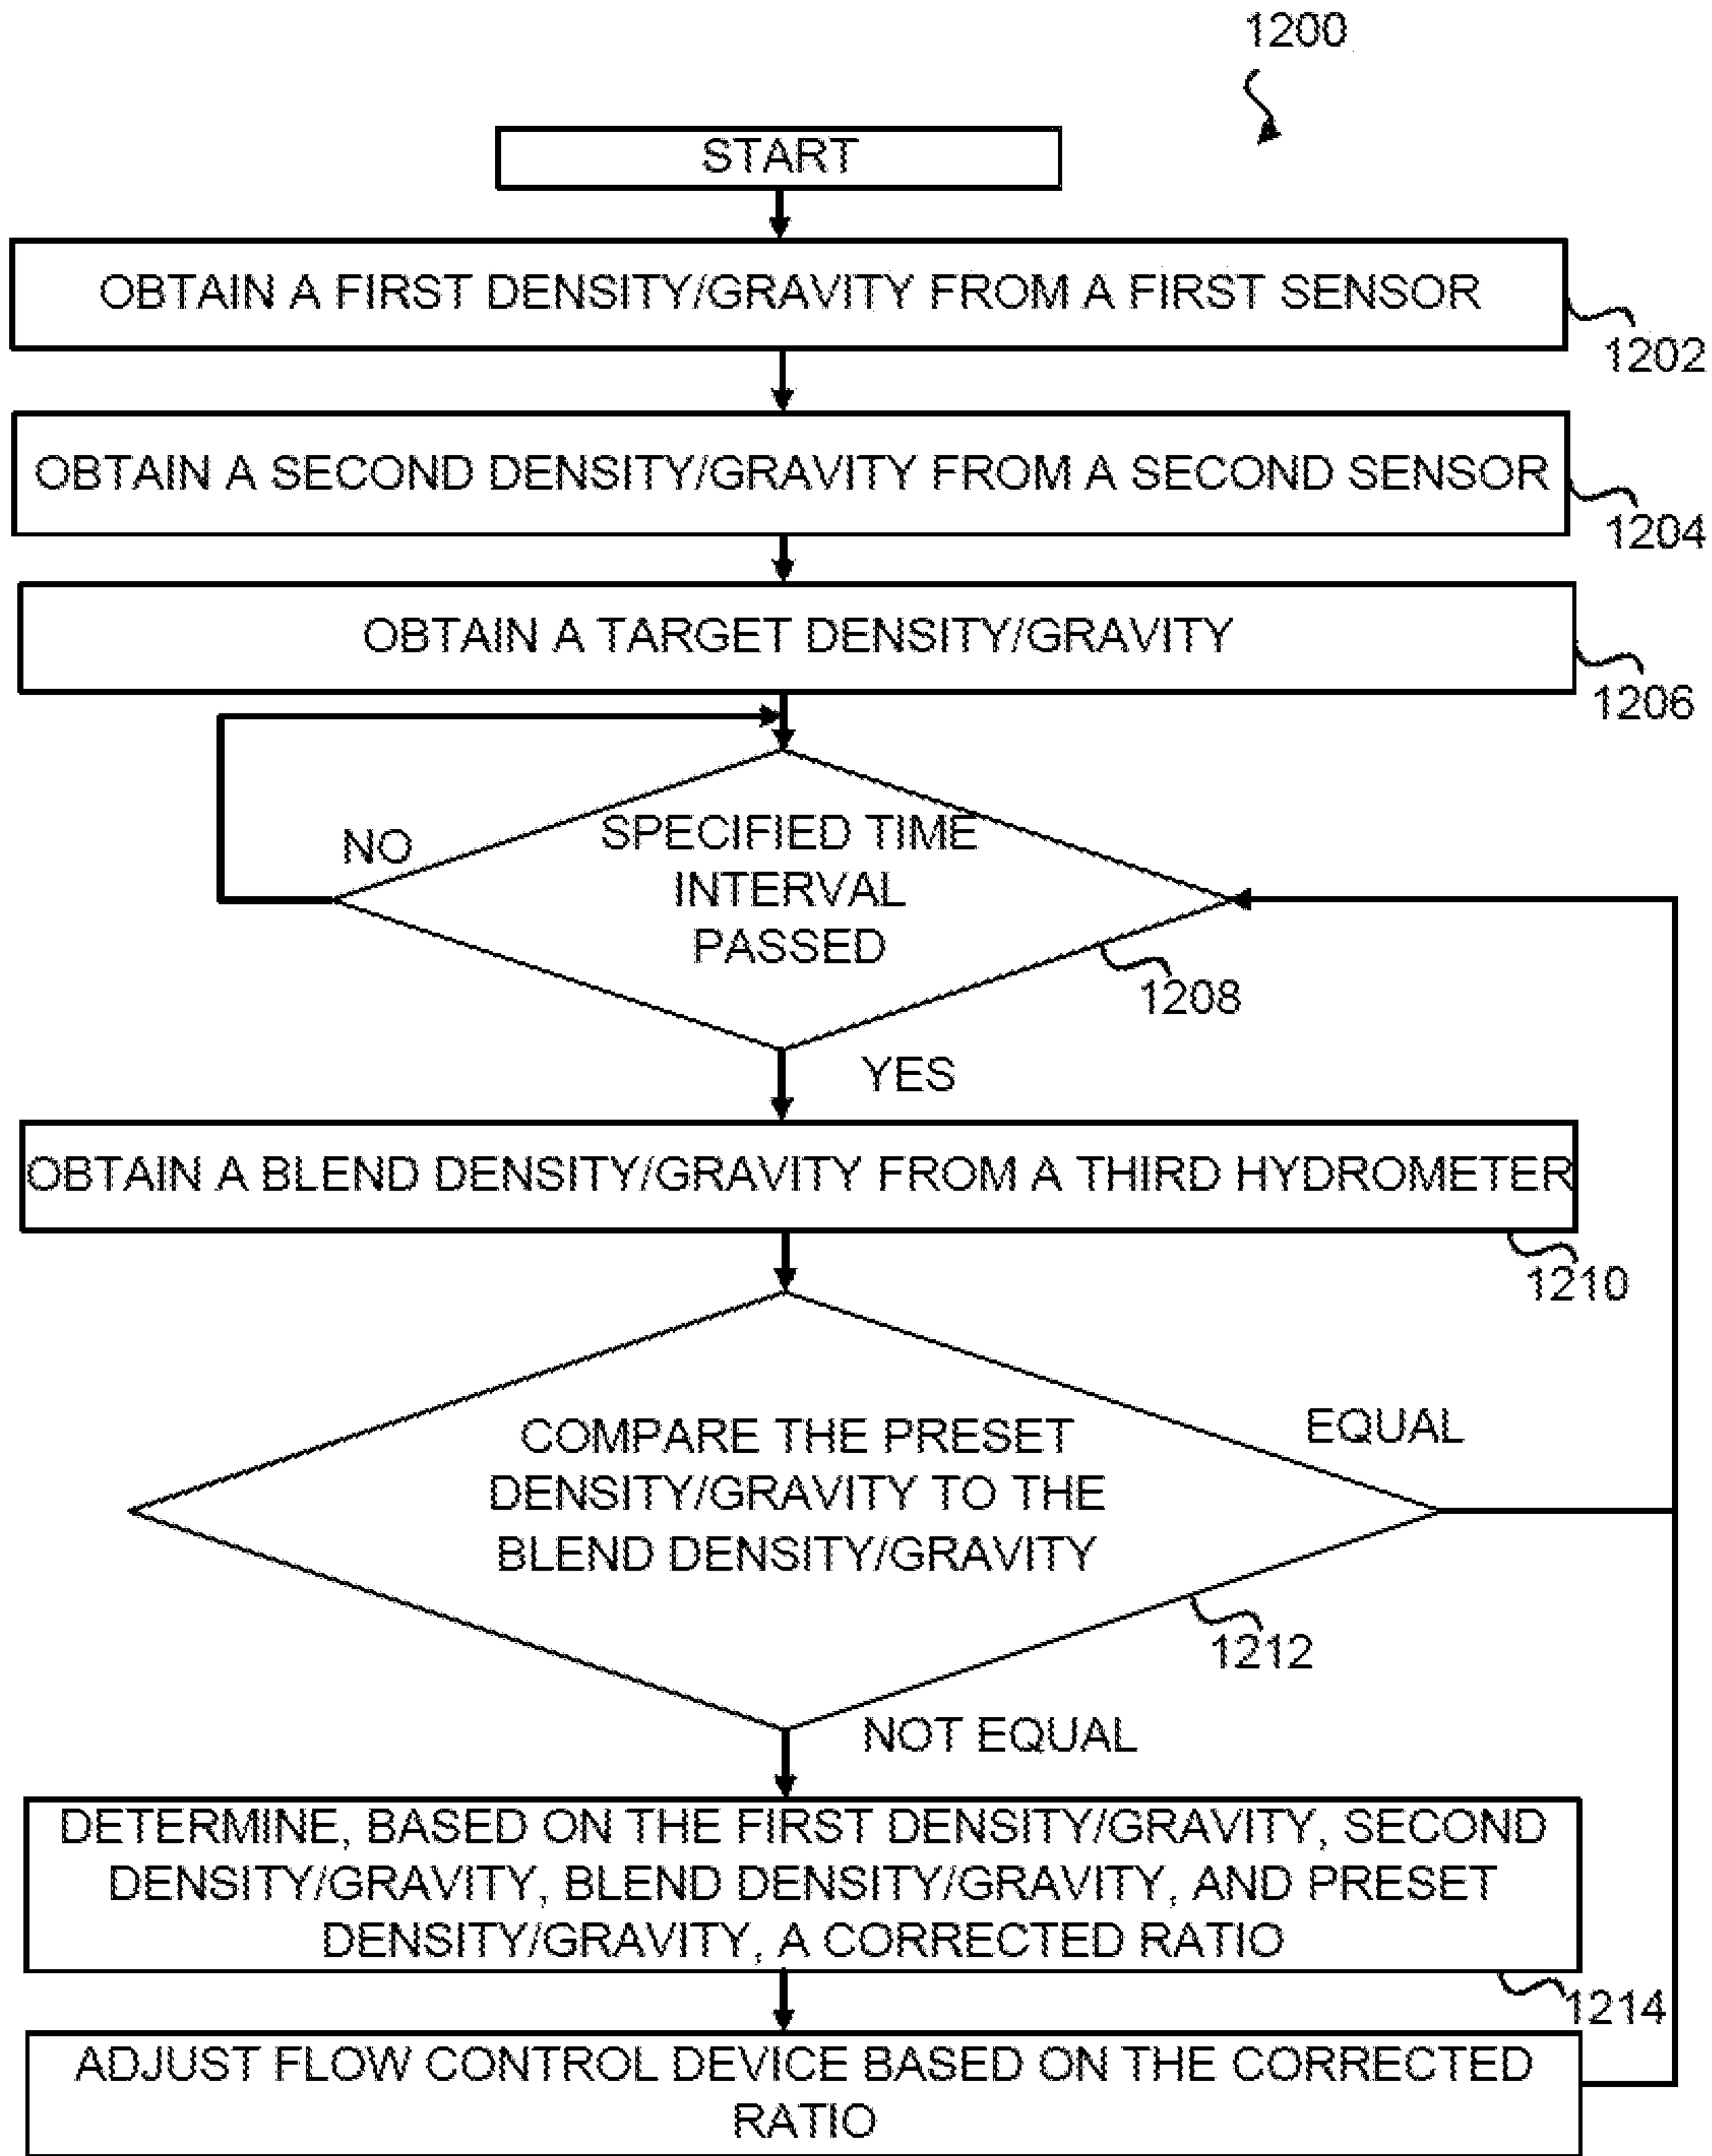 1200
START
OBTAIN A FIRST DENSITY/GRAVITY FROM A FIRST SENSOR
1202
OBTAIN A SECOND DENSITY/GRAVITY FROM A SECOND SENSOR
1204
OBTAIN A TARGET DENSITY/GRAVITY
1206
NO
SPECIFIED TIME
INTERVAL
PASSED
1208
YES
OBTAIN A BLEND DENSITY/GRAVITY FROM A THIRD HYDROMETER
1210
COMPARE THE PRESET
DENSITY/GRAVITY TO THE
BLEND DENSITY/GRAVITY
EQUAL
1212
NOT EQUAL
DETERMINE, BASED ON THE FIRST DENSITY/GRAVITY, SECOND
DENSITY/GRAVITY, BLEND DENSITY/GRAVITY, AND PRESET
DENSITY/GRAVITY, A CORRECTED RATIO
1214
ADJUST FLOW CONTROL DEVICE BASED ON THE CORRECTED
RATIO